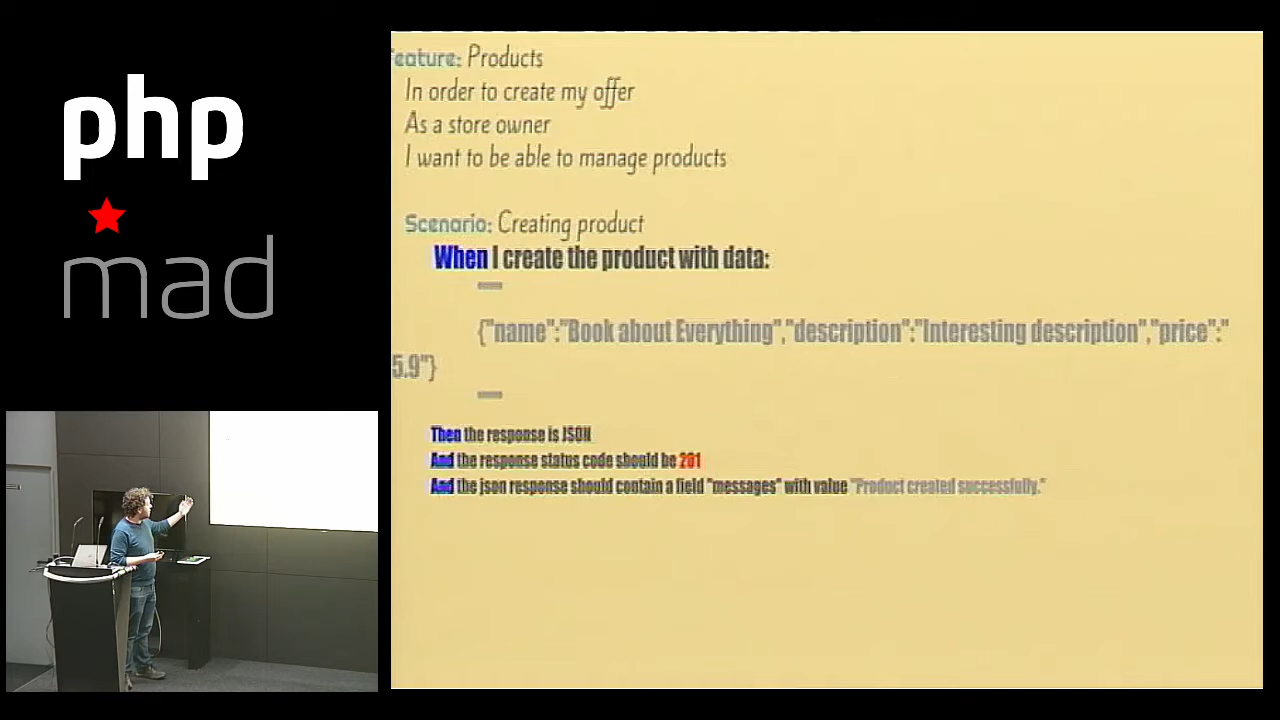 php
mad
Feature: Products
In order to create my offer
As a store owner
I want to be able to manage products
Scenario: Creating product
When I create the product with data:
"""
{"name":"Book about Everything","description":"Interesting description","price":"
5.9"}
"""
Then the response is JSON
And the response status code should be 201
And the json response should contain a field "messages" with value "Product created successfully."